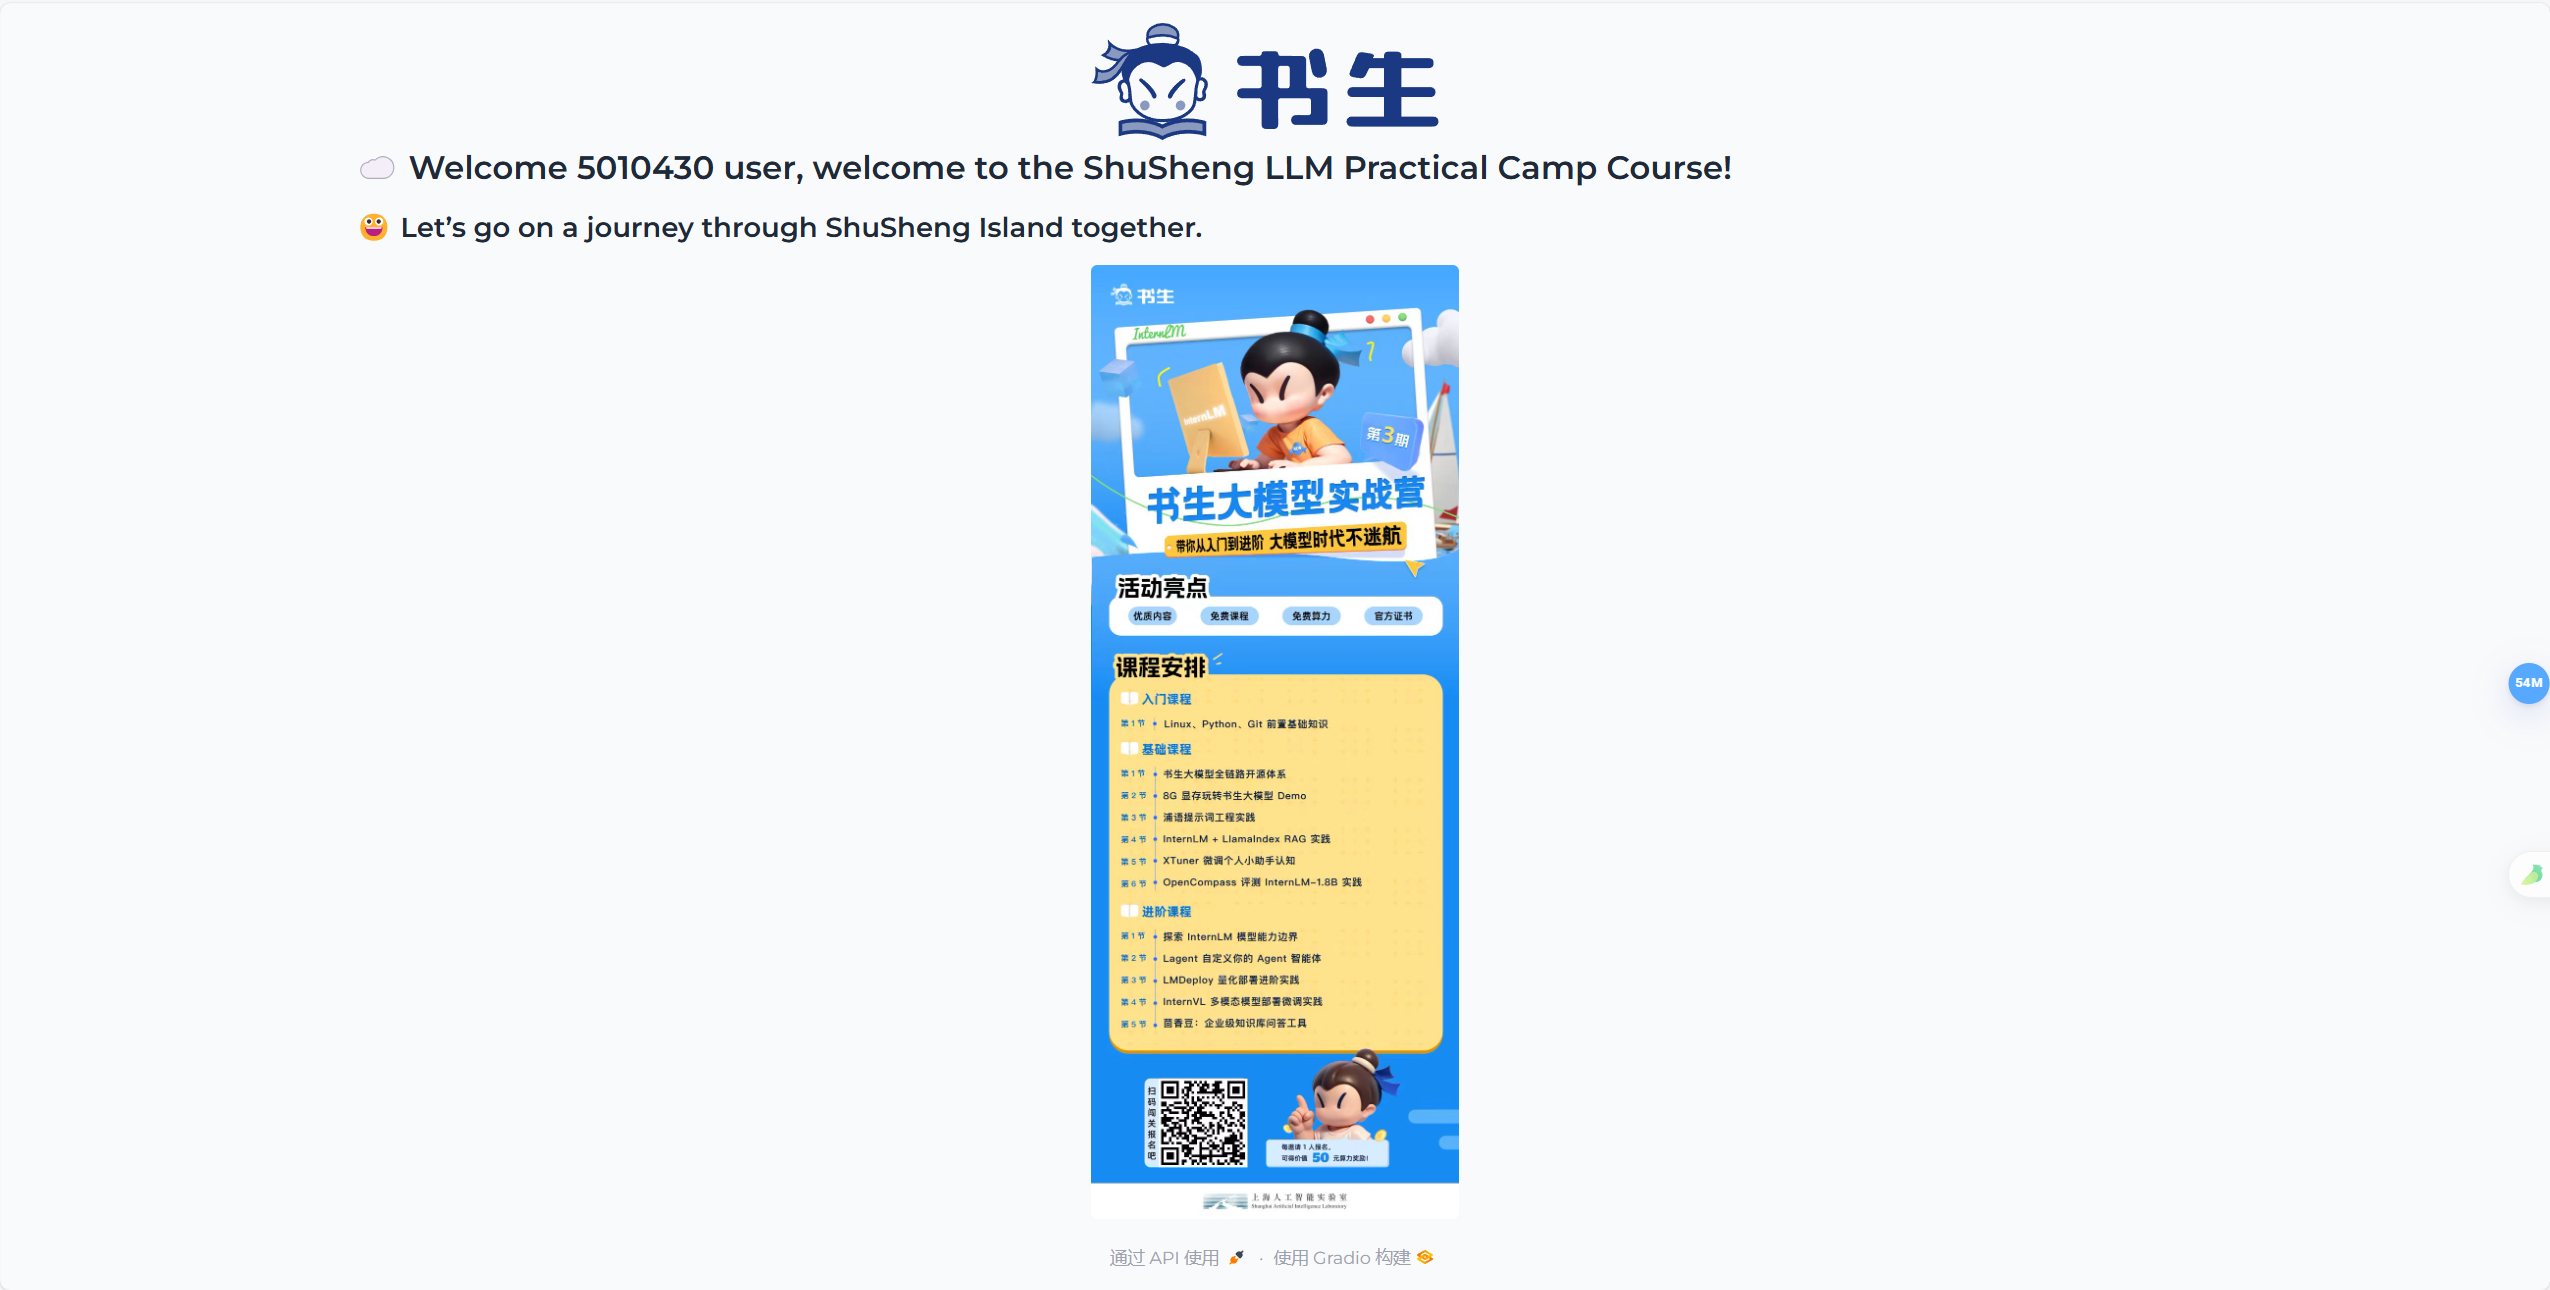 书生
Welcome 5010430 user, welcome to the ShuSheng LLM Practical Camp Course!
Let’s go on a journey through ShuSheng Island together.
书生
InternLM
InternLM
第3期
书生大模型实战营
带你从入门到进阶 大模型时代不迷航
活动亮点
优质内容 免费课程 免费算力 官方证书
课程安排
入门课程
第1节 Linux、Python、Git 前置基础知识
基础课程
第1节 书生大模型全链路开源体系
第2节 8G 显存玩转书生大模型 Demo
第3节 浦语提示词工程实践
第4节 InternLM + LlamaIndex RAG 实践
第5节 XTuner 微调个人小助手认知
第6节 OpenCompass 评测 InternLM-1.8B 实践
进阶课程
第1节 探索 InternLM 模型能力边界
第2节 Lagent 自定义你的 Agent 智能体
第3节 LMDeploy 量化部署进阶实践
第4节 InternVL 多模态模型部署微调实践
第5节 茴香豆：企业级知识库问答工具
扫码闯关报名吧
每邀请 1 人报名，
可得价值 50 元算力奖励！
上海人工智能实验室
Shanghai Artificial Intelligence Laboratory
通过 API 使用 · 使用 Gradio 构建
54M